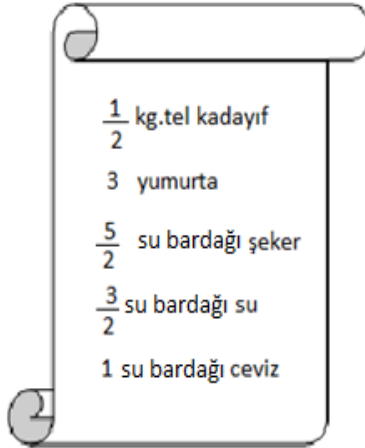 1/2 kg.tel kadayıf
3 yumurta
5/2 su bardağı şeker
3/2 su bardağı su
1 su bardağı ceviz